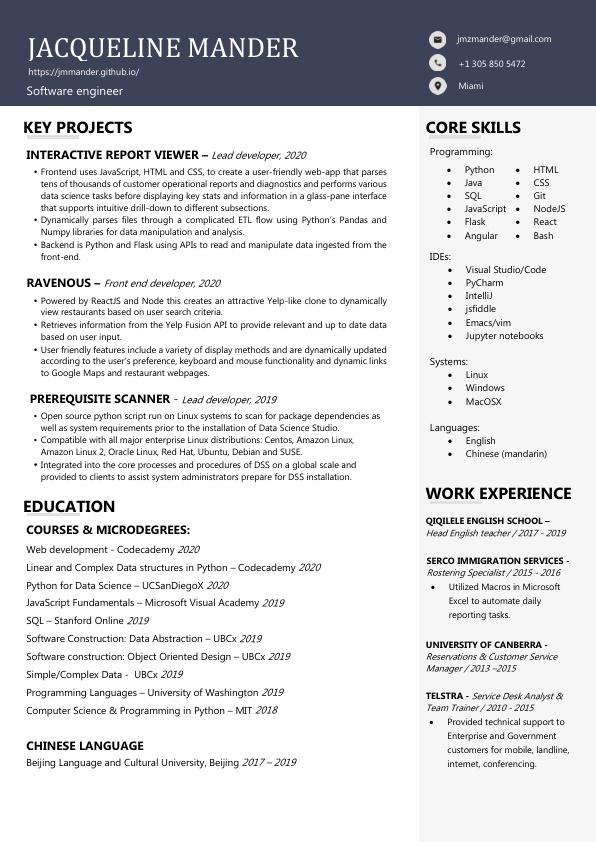 JACQUELINE MANDER
https://jmmander.github.io/
Software engineer
jmzmander@gmail.com
+1 305 850 5472
Miami
KEY PROJECTS
INTERACTIVE REPORT VIEWER – Lead developer, 2020
• Frontend uses JavaScript, HTML and CSS, to create a user-friendly web-app that parses
tens of thousands of customer operational reports and diagnostics and performs various
data science tasks before displaying key stats and information in a glass-pane interface
that supports intuitive drill-down to different subsections.
• Dynamically parses files through a complicated ETL flow using Python's Pandas and
Numpy libraries for data manipulation and analysis.
• Backend is Python and Flask using APIs to read and manipulate data ingested from the
front-end.
RAVENOUS – Front end developer, 2020
• Powered by ReactJS and Node this creates an attractive Yelp-like clone to dynamically
view restaurants based on user search criteria.
• Retrieves information from the Yelp Fusion API to provide relevant and up to date data
based on user input.
• User friendly features include a variety of display methods and are dynamically updated
according to the user's preference, keyboard and mouse functionality and dynamic links
to Google Maps and restaurant webpages.
PREREQUISITE SCANNER - Lead developer, 2019
• Open source python script run on Linux systems to scan for package dependencies as
well as system requirements prior to the installation of Data Science Studio.
• Compatible with all major enterprise Linux distributions: Centos, Amazon Linux,
Amazon Linux 2, Oracle Linux, Red Hat, Ubuntu, Debian and SUSE.
• Integrated into the core processes and procedures of DSS on a global scale and
provided to clients to assist system administrators prepare for DSS installation.
EDUCATION
COURSES & MICRODEGREES:
Web development - Codecademy 2020
Linear and Complex Data structures in Python – Codecademy 2020
Python for Data Science – UCSanDiegoX 2020
JavaScript Fundamentals – Microsoft Visual Academy 2019
SQL – Stanford Online 2019
Software Construction: Data Abstraction – UBCx 2019
Software construction: Object Oriented Design – UBCx 2019
Simple/Complex Data - UBCx 2019
Programming Languages – University of Washington 2019
Computer Science & Programming in Python – MIT 2018
CHINESE LANGUAGE
Beijing Language and Cultural University, Beijing 2017 – 2019
CORE SKILLS
Programming:
• Python • HTML
• Java • CSS
• SQL • Git
• JavaScript • NodeJS
• Flask • React
• Angular • Bash
IDEs:
• Visual Studio/Code
• PyCharm
• IntelliJ
• jsfiddle
• Emacs/vim
• Jupyter notebooks
Systems:
• Linux
• Windows
• MacOSX
Languages:
• English
• Chinese (mandarin)
WORK EXPERIENCE
QIQILELE ENGLISH SCHOOL –
Head English teacher / 2017 - 2019
SERCO IMMIGRATION SERVICES -
Rostering Specialist / 2015 - 2016
• Utilized Macros in Microsoft
Excel to automate daily
reporting tasks.
UNIVERSITY OF CANBERRA -
Reservations & Customer Service
Manager / 2013 –2015
TELSTRA - Service Desk Analyst &
Team Trainer / 2010 - 2015
• Provided technical support to
Enterprise and Government
customers for mobile, landline,
internet, conferencing.